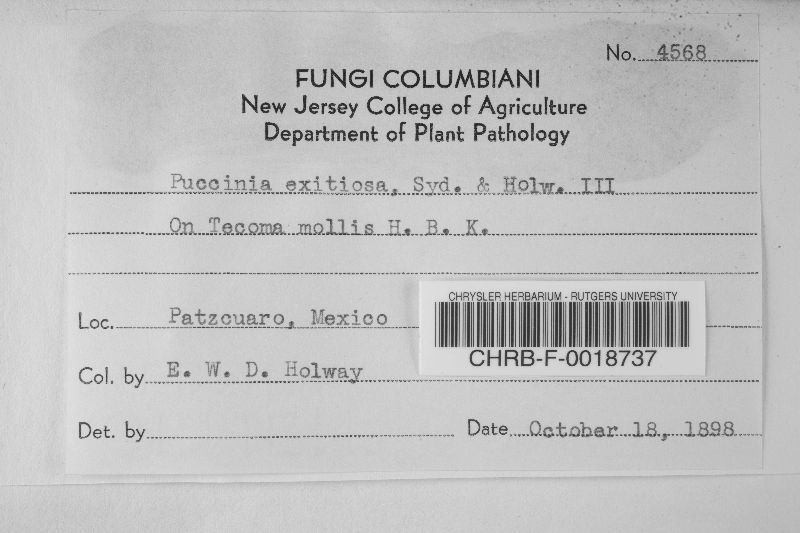 No. 4568
FUNGI COLUMBIANI
New Jersey College of Agriculture
Department of Plant Pathology
Puccinia exitiosa, Syd. & Holw. III
On Tecoma mollis H. B. K.
Loc. Patzcuaro, Mexico
CHRYSLER HERBARIUM - RUTGERS UNIVERSITY
CHRB-F-0018737
Col. by E. W. D. Holway
Det. by
Date October 18, 1898